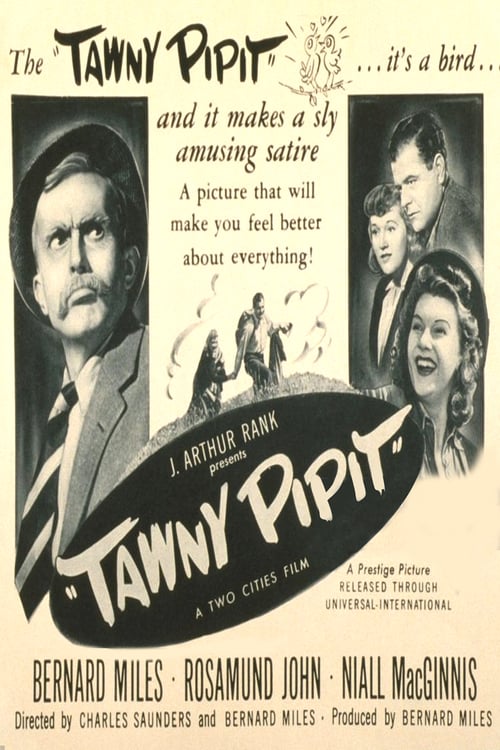 The "TAWNY PIPIT" ...it's a bird...
and it makes a sly
amusing satire
A picture that will
make you feel better
about everything!
J. ARTHUR RANK
presents
"TAWNY PIPIT"
A TWO CITIES FILM
A Prestige Picture
RELEASED THROUGH
UNIVERSAL-INTERNATIONAL
BERNARD MILES · ROSAMUND JOHN · NIALL MacGINNIS
Directed by CHARLES SAUNDERS and BERNARD MILES · Produced by BERNARD MILES